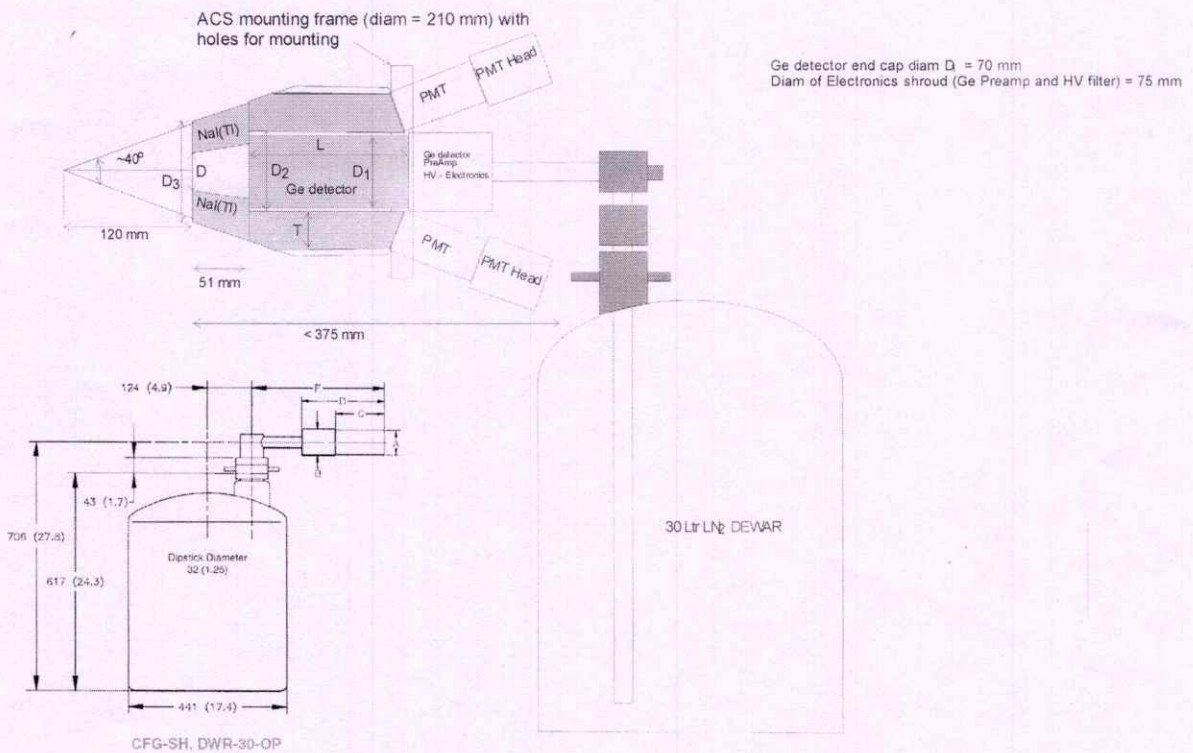 ACS mounting frame (diam = 210 mm) with
holes for mounting
PMT
PMT Head
Ge detector end cap diam D1 = 70 mm
Diam of Electronics shroud (Ge Preamp and HV filter) = 75 mm
NaI(Tl)
~40°
D
D3
L
D2
D1
Ge detector
Ge detector
PreAmp
HV - Electronics
NaI(Tl)
T
120 mm
51 mm
PMT
PMT Head
< 375 mm
124 (4.9)
F
C
A
43 (1.7)
706 (27.8)
617 (24.3)
Dipstick Diameter
32 (1.25)
441 (17.4)
CFG-SH, DWR-30-OP
30 Ltr LN2 DEWAR